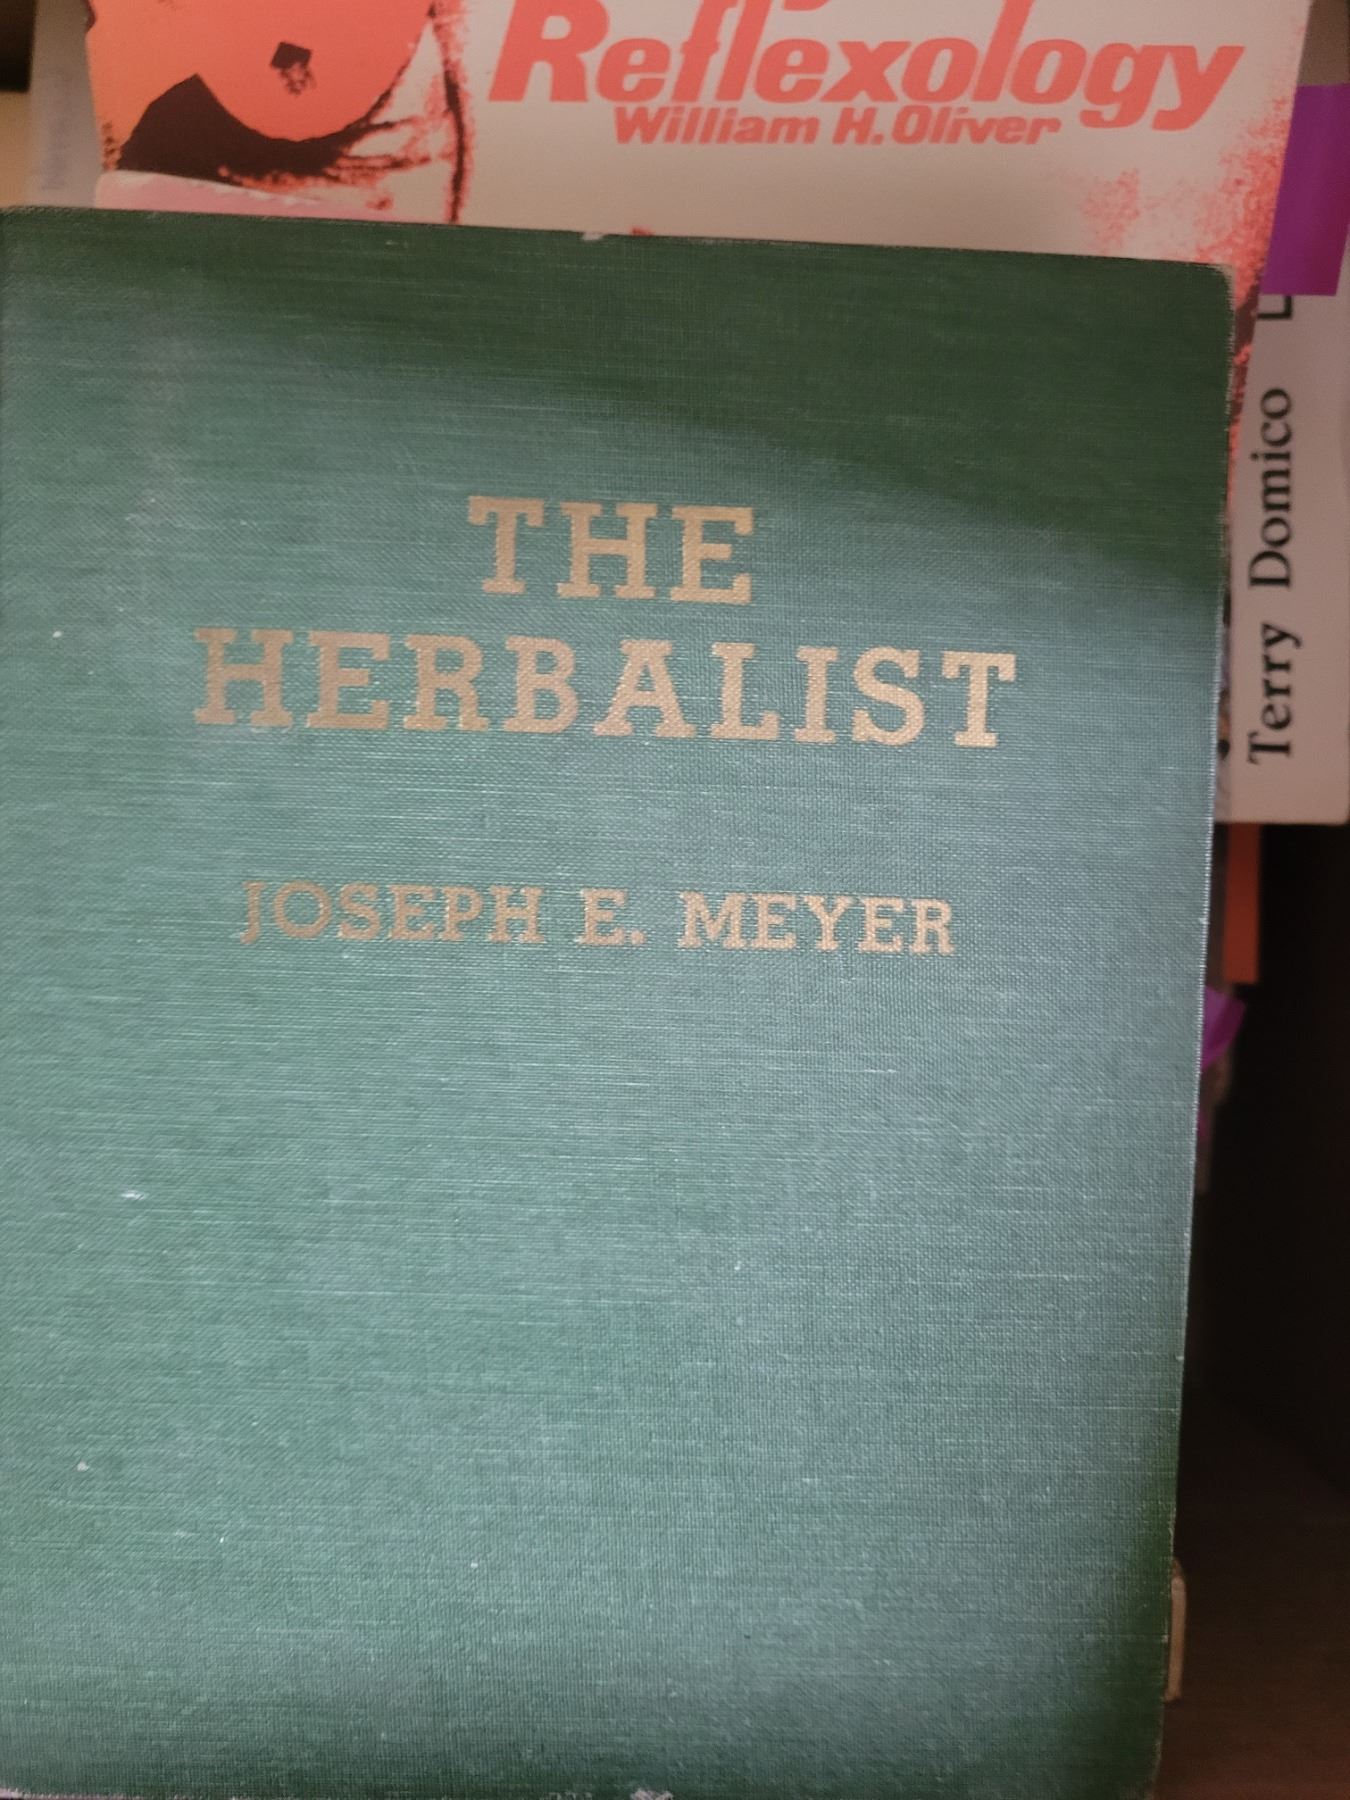 Reflexology
William H. Oliver
THE
HERBALIST
JOSEPH E. MEYER
Terry Domico